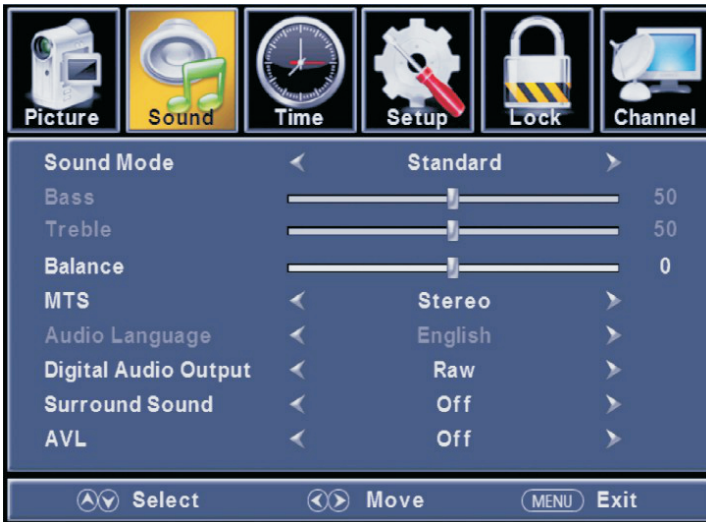 Picture Sound Time Setup Lock Channel
Sound Mode Standard
Bass 50
Treble 50
Balance 0
MTS Stereo
Audio Language English
Digital Audio Output Raw
Surround Sound Off
AVL Off
Select Move MENU Exit